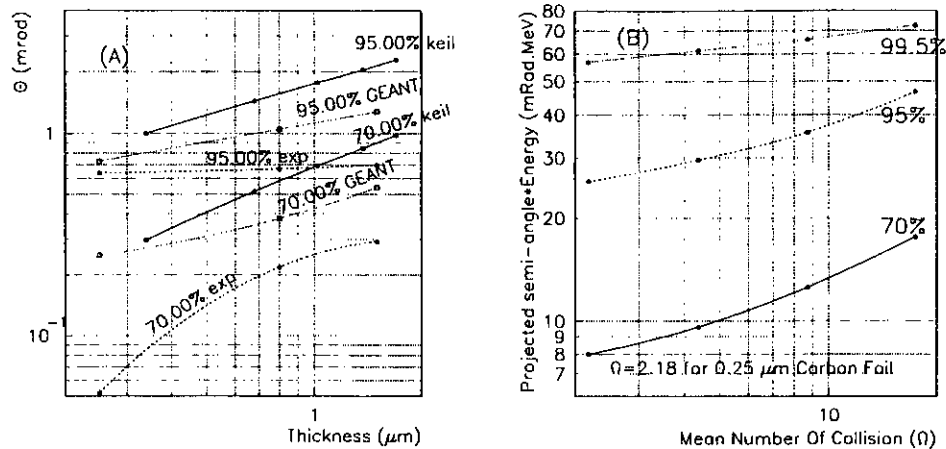 (A)
Θ (mrod)
1
10⁻¹
95.00% keil
95.00% GEANT
70.00% keil
95.00% exp
70.00% GEANT
70.00% exp
1
Thickness (μm)
(B)
Projected semi-angle*Energy (mRad.MeV)
80
70
60
50
40
30
20
10
9
8
7
99.5%
95%
70%
Ω=2.18 for 0.25 μm Carbon Foil
10
Mean Number Of Collision (Ω)